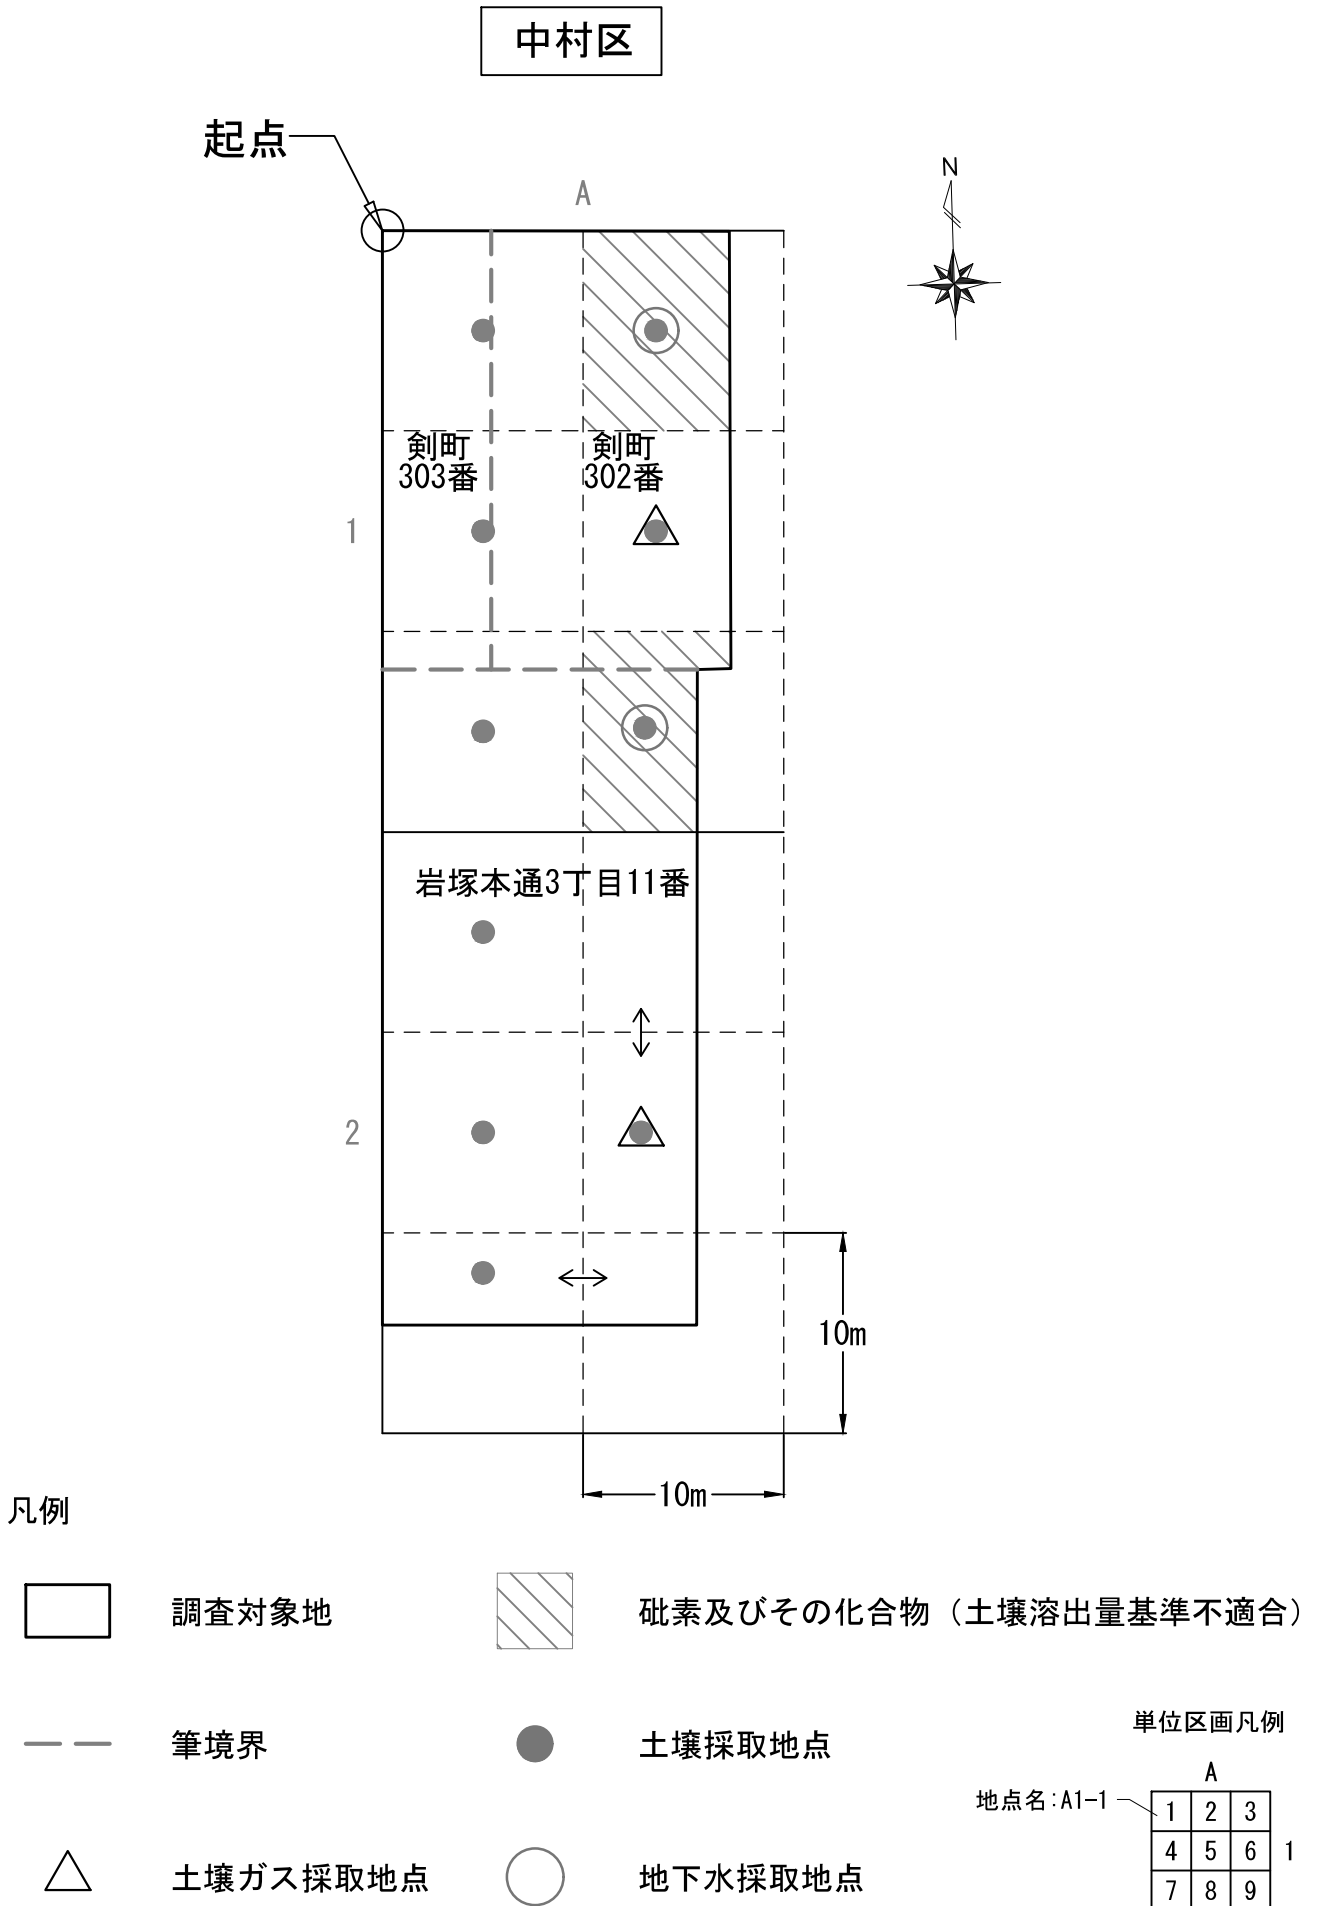 中村区
起点
N
A
剣町
303番
剣町
302番
1
岩塚本通3丁目11番
2
10m
10m
凡例
調査対象地
砒素及びその化合物（土壌溶出量基準不適合）
筆境界
土壌採取地点
土壌ガス採取地点
地下水採取地点
単位区画凡例
A
地点名:A1-1
1 2 3
4 5 6 1
7 8 9